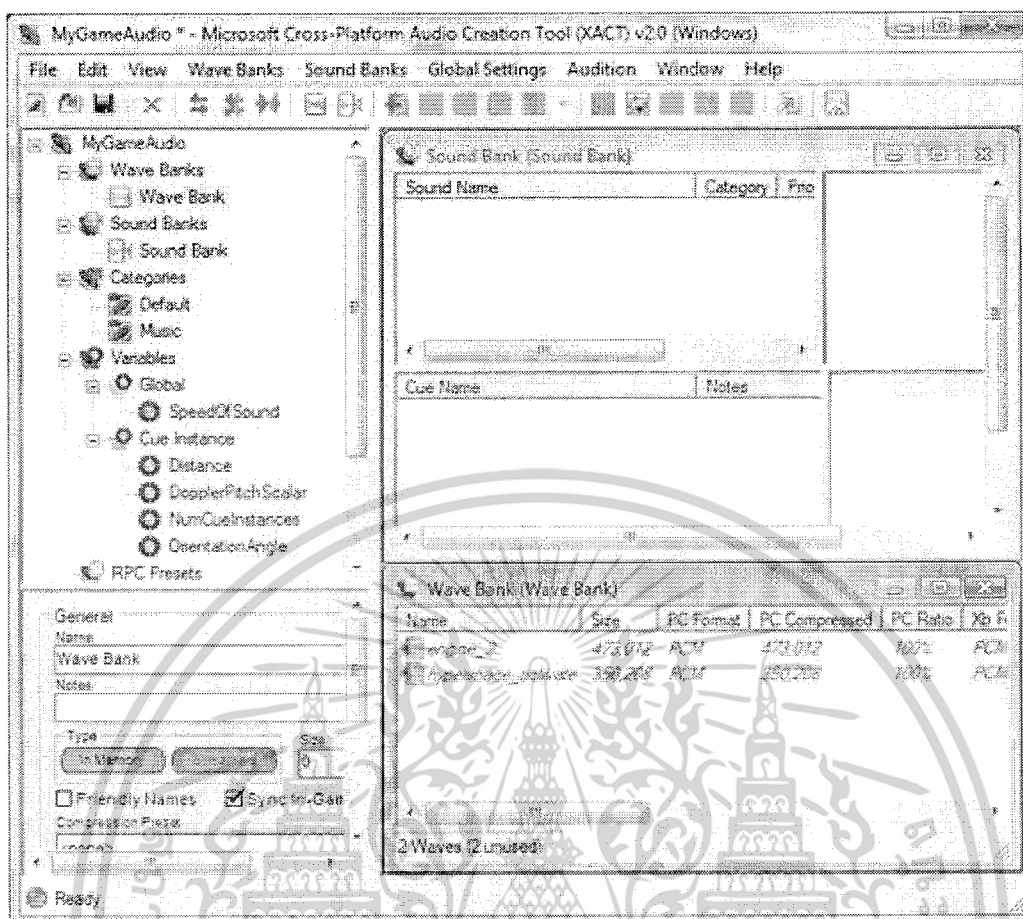 MyGameAudio * - Microsoft Cross-Platform Audio Creation Tool (XACT) v2.0 (Windows)
File Edit View Wave Banks Sound Banks Global Settings Audition Window Help
MyGameAudio
Wave Banks
Wave Bank
Sound Banks
Sound Bank
Categories
Default
Music
Variables
Global
SpeedOfSound
Cue Instance
Distance
DopplerPitchScalar
NumCueInstances
OrientationAngle
RPC Presets
General
Name
Wave Bank
Notes
Type
Size
In Memory
0
Friendly Names Sync In-Gam
Compression Preset
<none>
Ready
Sound Bank (Sound Bank)
Sound Name Category Prio
Cue Name Notes
Wave Bank (Wave Bank)
Name Size PC Format PC Compressed PC Ratio Xb
engine_2 473,012 PCM 473,012 100% PCM
PCM 100% PCM
2 Waves (2 unused)